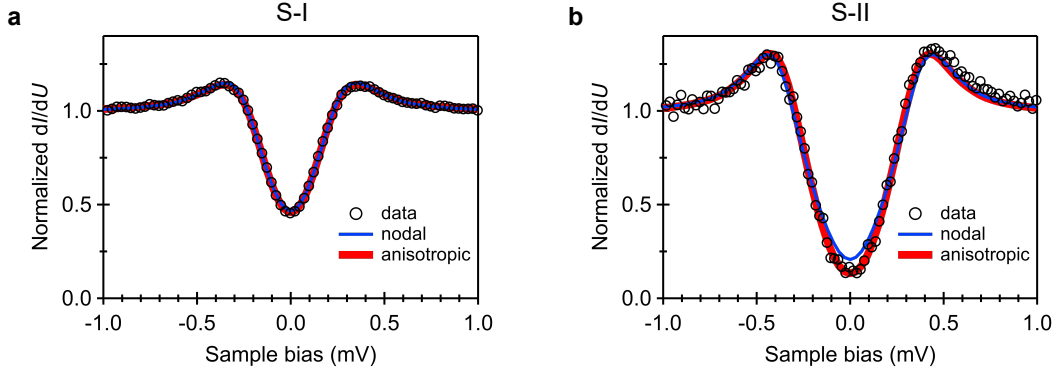 a
S-I
Normalized dI/dU
1.0
0.5
0.0
data
nodal
anisotropic
-1.0 -0.5 0.0 0.5 1.0
Sample bias (mV)
b
S-II
Normalized dI/dU
1.0
0.5
0.0
data
nodal
anisotropic
-1.0 -0.5 0.0 0.5 1.0
Sample bias (mV)